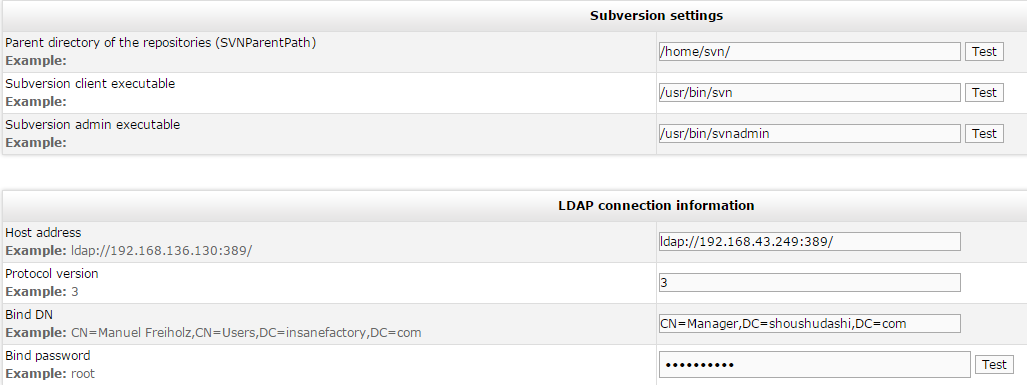 Subversion settings
Parent directory of the repositories (SVNParentPath)
Example:
/home/svn/ Test
Subversion client executable
Example:
/usr/bin/svn Test
Subversion admin executable
Example:
/usr/bin/svnadmin Test
LDAP connection information
Host address
Example: ldap://192.168.136.130:389/
ldap://192.168.43.249:389/
Protocol version
Example: 3
3
Bind DN
Example: CN=Manuel Freiholz,CN=Users,DC=insanefactory,DC=com
CN=Manager,DC=shoushudashi,DC=com
Bind password
Example: root
•••••••••• Test